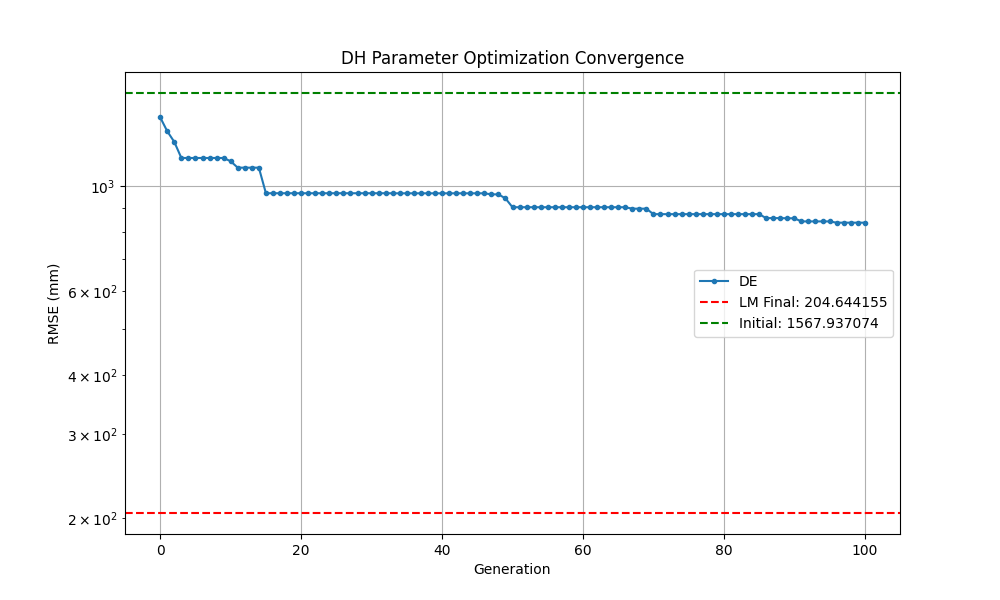 DH Parameter Optimization Convergence
RMSE (mm)
10³
6 × 10²
4 × 10²
3 × 10²
2 × 10²
DE
LM Final: 204.644155
Initial: 1567.937074
0 20 40 60 80 100
Generation